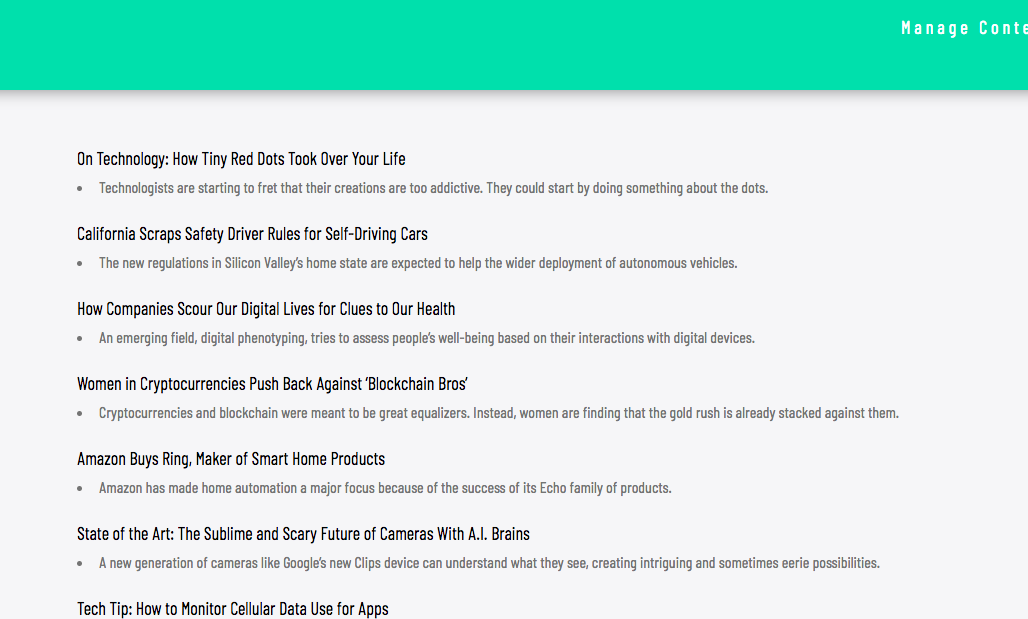 Manage
On Technology: How Tiny Red Dots Took Over Your Life
• Technologists are starting to fret that their creations are too addictive. They could start by doing something about the dots.
California Scraps Safety Driver Rules for Self-Driving Cars
• The new regulations in Silicon Valley’s home state are expected to help the wider deployment of autonomous vehicles.
How Companies Scour Our Digital Lives for Clues to Our Health
• An emerging field, digital phenotyping, tries to assess people’s well-being based on their interactions with digital devices.
Women in Cryptocurrencies Push Back Against ‘Blockchain Bros’
• Cryptocurrencies and blockchain were meant to be great equalizers. Instead, women are finding that the gold rush is already stacked against them.
Amazon Buys Ring, Maker of Smart Home Products
• Amazon has made home automation a major focus because of the success of its Echo family of products.
State of the Art: The Sublime and Scary Future of Cameras With A.I. Brains
• A new generation of cameras like Google’s new Clips device can understand what they see, creating intriguing and sometimes eerie possibilities.
Tech Tip: How to Monitor Cellular Data Use for Apps